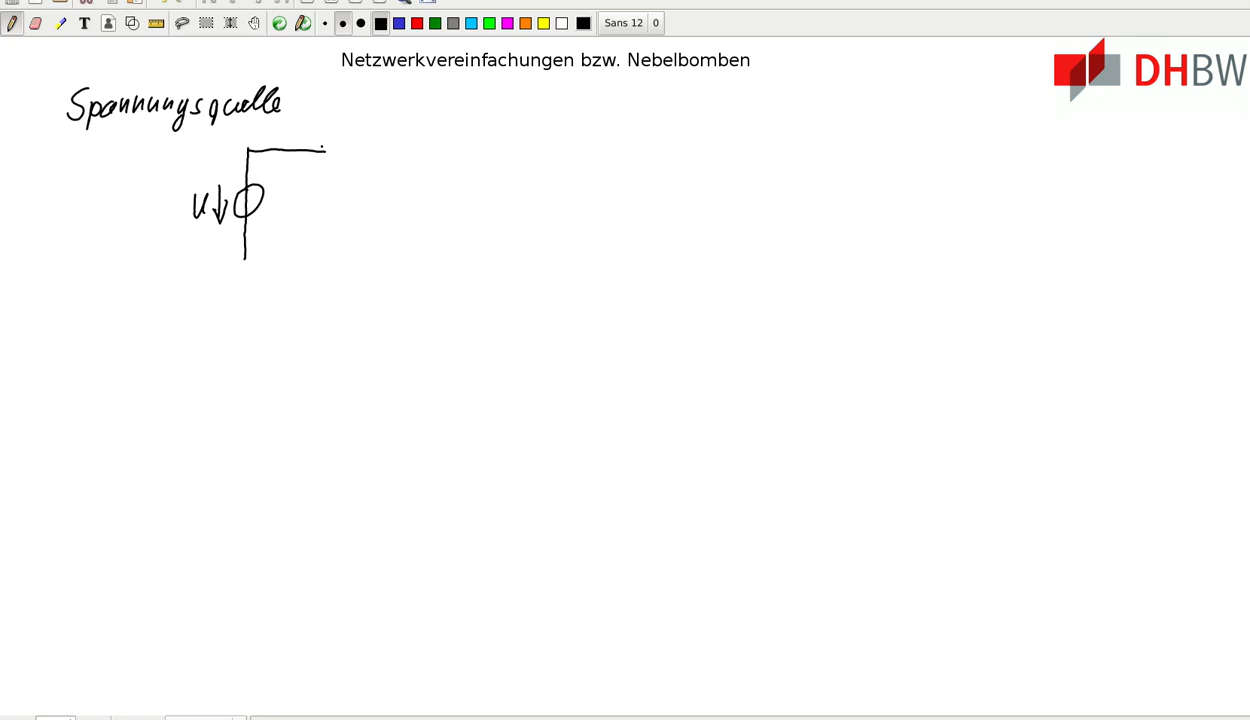 Sans 12 0
Netzwerkvereinfachungen bzw. Nebelbomben
DHBW
Spannungsquelle
U